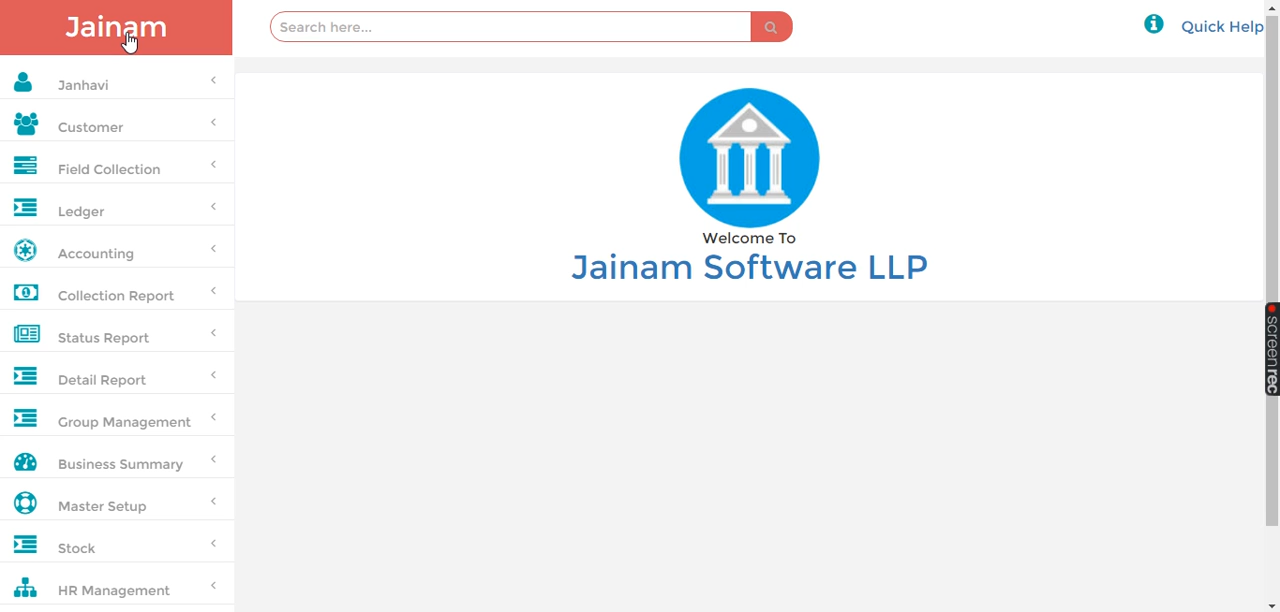 Jainam
Search here...
Quick Help
Janhavi
Customer
Field Collection
Ledger
Accounting
Collection Report
Status Report
Detail Report
Group Management
Business Summary
Master Setup
Stock
HR Management
Welcome To
Jainam Software LLP
screenrec